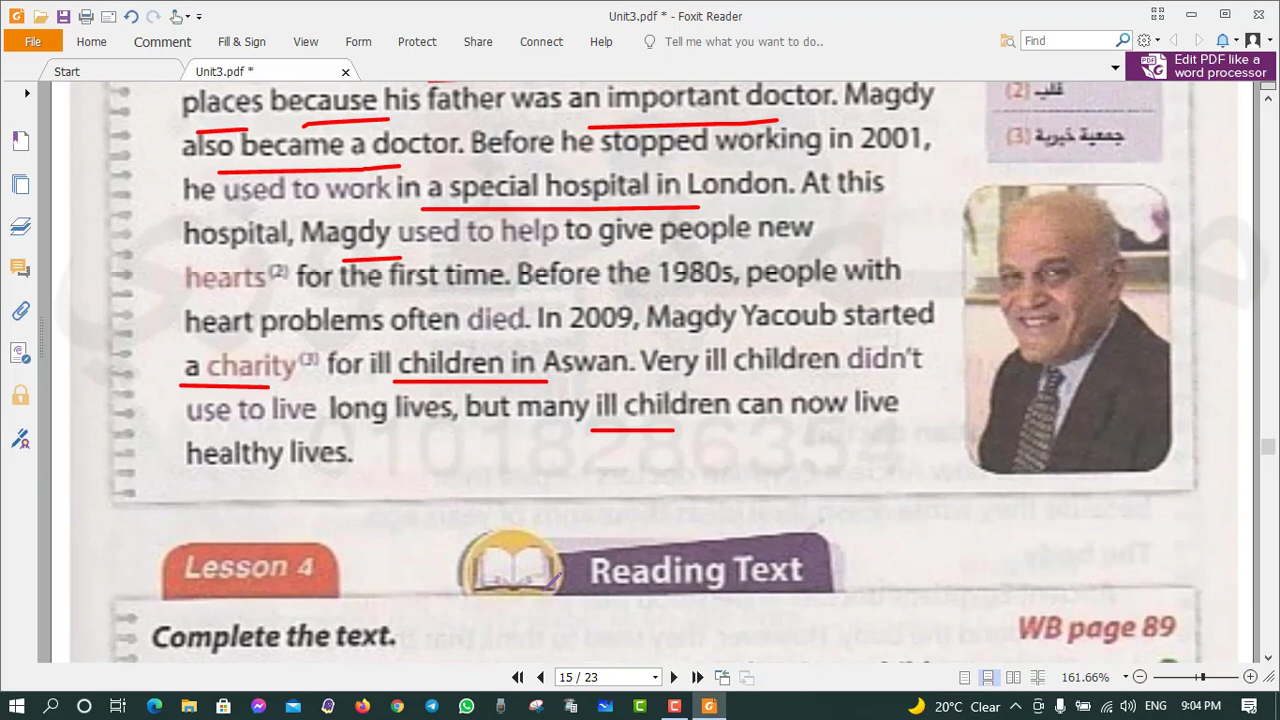 Unit3.pdf * - Foxit Reader
File Home Comment Fill & Sign View Form Protect Share Connect Help Tell me what you want to do.. Find
Start Unit3.pdf * Edit PDF like a
word processor
places because his father was an important doctor. Magdy
also became a doctor. Before he stopped working in 2001,
he used to work in a special hospital in London. At this
hospital, Magdy used to help to give people new
hearts(2) for the first time. Before the 1980s, people with
heart problems often died. In 2009, Magdy Yacoub started
a charity(3) for ill children in Aswan. Very ill children didn't
use to live long lives, but many ill children can now live
healthy lives.
(2) قلب
(3) جمعية خيرية
01018286354
Lesson 4 Reading Text
Complete the text. WB page 89
15 / 23 161.66%
20°C Clear ENG 9:04 PM